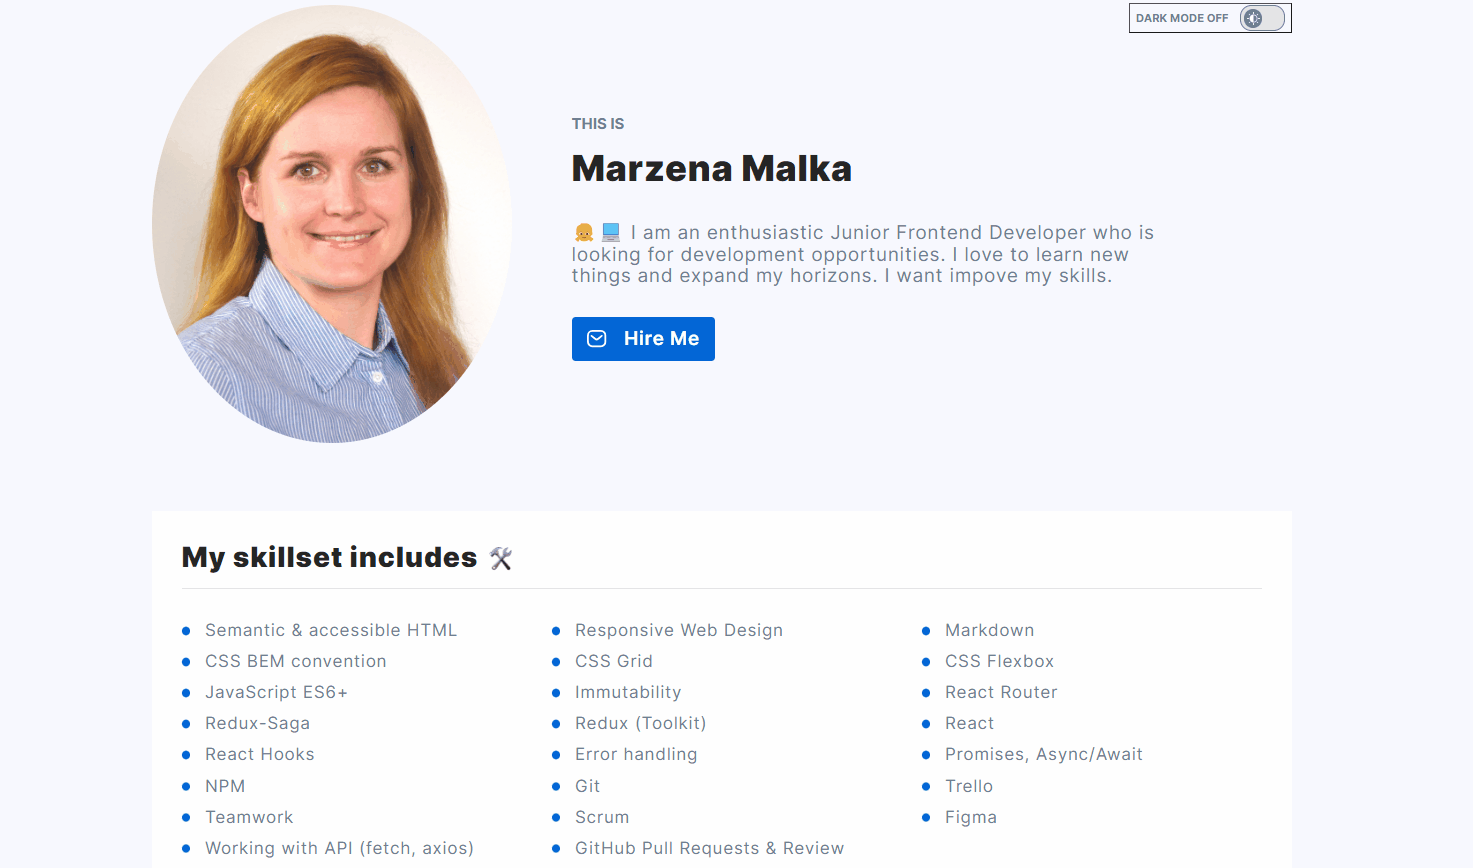 DARK MODE OFF
THIS IS
Marzena Malka
I am an enthusiastic Junior Frontend Developer who is
looking for development opportunities. I love to learn new
things and expand my horizons. I want impove my skills.
Hire Me
My skillset includes
Semantic & accessible HTML
Responsive Web Design
Markdown
CSS BEM convention
CSS Grid
CSS Flexbox
JavaScript ES6+
Immutability
React Router
Redux-Saga
Redux (Toolkit)
React
React Hooks
Error handling
Promises, Async/Await
NPM
Git
Trello
Teamwork
Scrum
Figma
Working with API (fetch, axios)
GitHub Pull Requests & Review